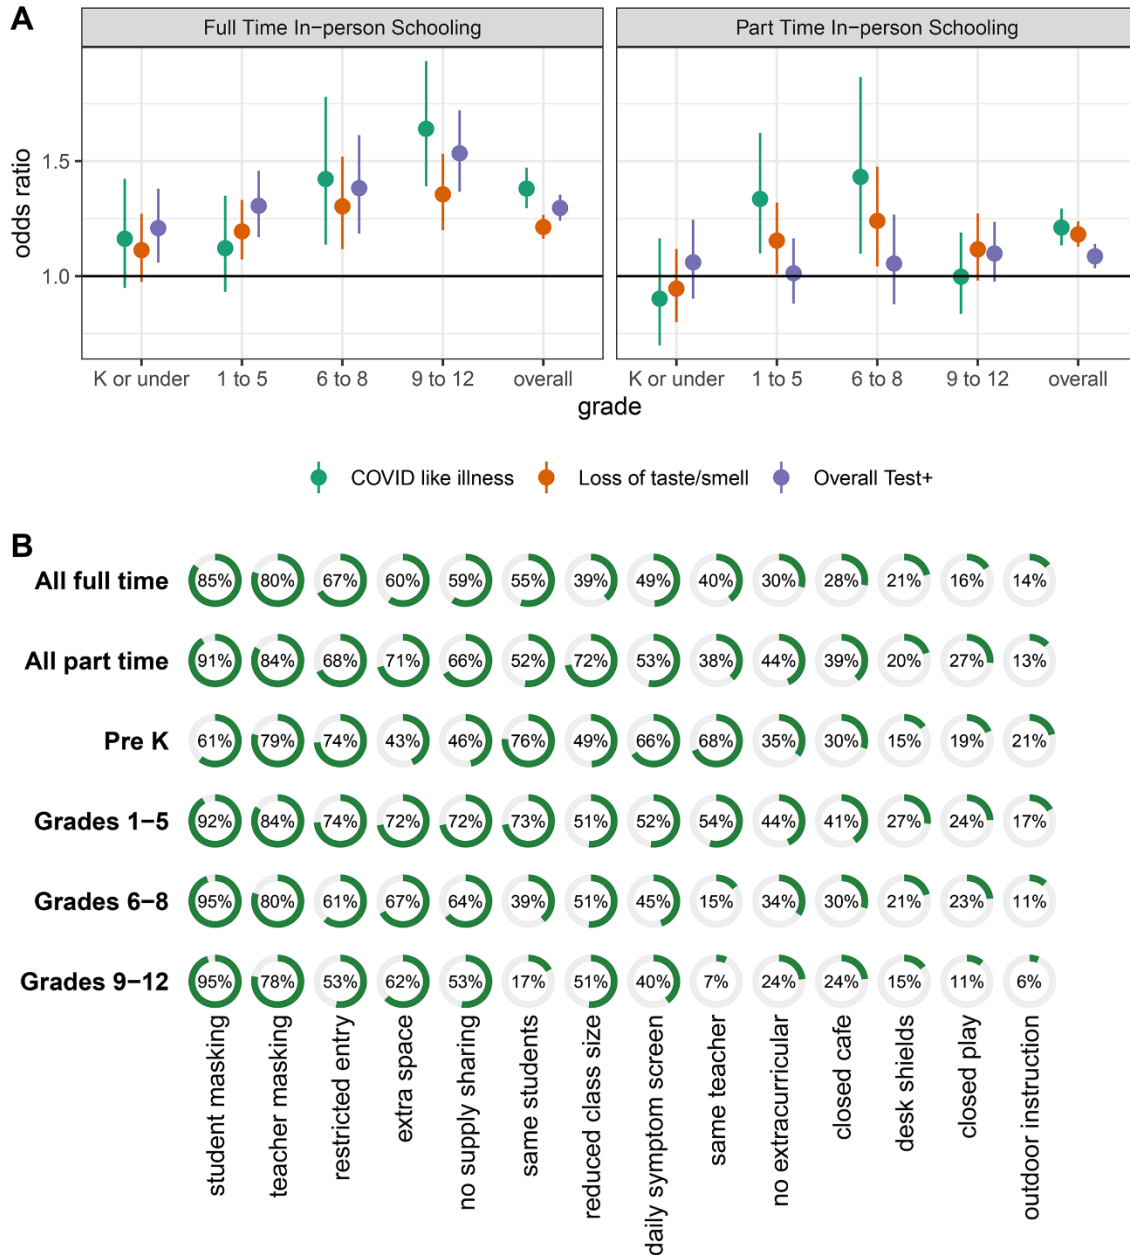 A
Full Time In−person Schooling
Part Time In−person Schooling
odds ratio
1.5
1.0
K or under 1 to 5 6 to 8 9 to 12 overall
K or under 1 to 5 6 to 8 9 to 12 overall
grade
COVID like illness Loss of taste/smell Overall Test+
B
All full time 85% 80% 67% 60% 59% 55% 39% 49% 40% 30% 28% 21% 16% 14%
All part time 91% 84% 68% 71% 66% 52% 72% 53% 38% 44% 39% 20% 27% 13%
Pre K 61% 79% 74% 43% 46% 76% 49% 66% 68% 35% 30% 15% 19% 21%
Grades 1−5 92% 84% 74% 72% 72% 73% 51% 52% 54% 44% 41% 27% 24% 17%
Grades 6−8 95% 80% 61% 67% 64% 39% 51% 45% 15% 34% 30% 21% 23% 11%
Grades 9−12 95% 78% 53% 62% 53% 17% 51% 40% 7% 24% 24% 15% 11% 6%
student masking
teacher masking
restricted entry
extra space
no supply sharing
same students
reduced class size
daily symptom screen
same teacher
no extracurricular
closed cafe
desk shields
closed play
outdoor instruction